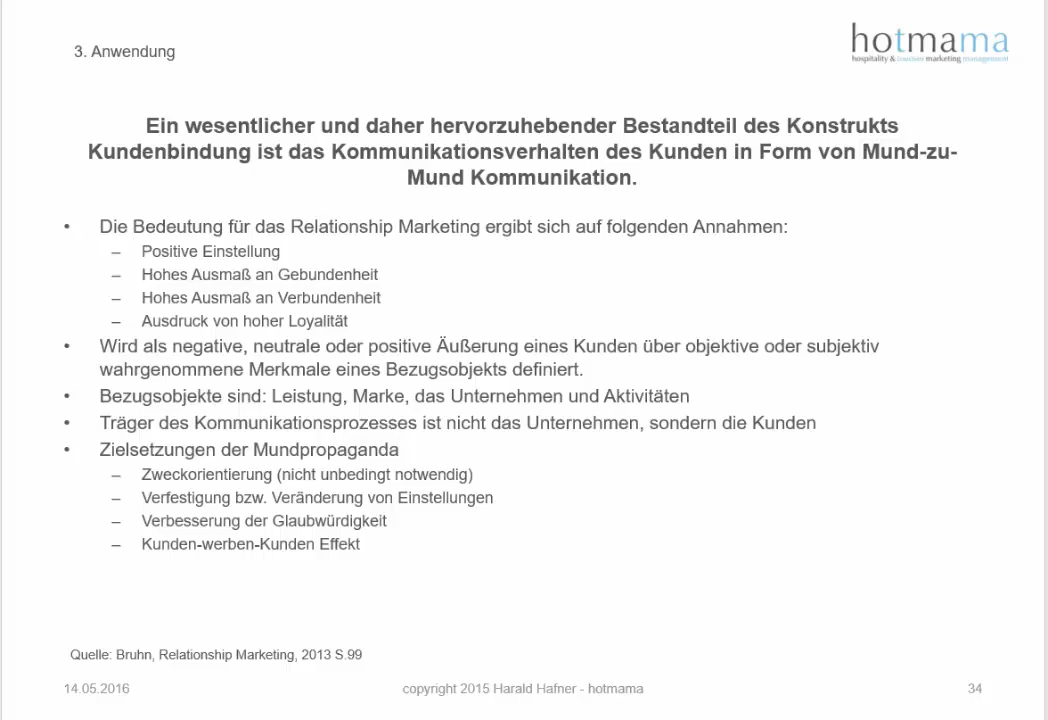 3. Anwendung
hotmama
hospitality & tourism marketing management
Ein wesentlicher und daher hervorzuhebender Bestandteil des Konstrukts
Kundenbindung ist das Kommunikationsverhalten des Kunden in Form von Mund-zu-
Mund Kommunikation.
• Die Bedeutung für das Relationship Marketing ergibt sich auf folgenden Annahmen:
– Positive Einstellung
– Hohes Ausmaß an Gebundenheit
– Hohes Ausmaß an Verbundenheit
– Ausdruck von hoher Loyalität
• Wird als negative, neutrale oder positive Äußerung eines Kunden über objektive oder subjektiv
wahrgenommene Merkmale eines Bezugsobjekts definiert.
• Bezugsobjekte sind: Leistung, Marke, das Unternehmen und Aktivitäten
• Träger des Kommunikationsprozesses ist nicht das Unternehmen, sondern die Kunden
• Zielsetzungen der Mundpropaganda
– Zweckorientierung (nicht unbedingt notwendig)
– Verfestigung bzw. Veränderung von Einstellungen
– Verbesserung der Glaubwürdigkeit
– Kunden-werben-Kunden Effekt
Quelle: Bruhn, Relationship Marketing, 2013 S.99
14.05.2016 copyright 2015 Harald Hafner - hotmama 34